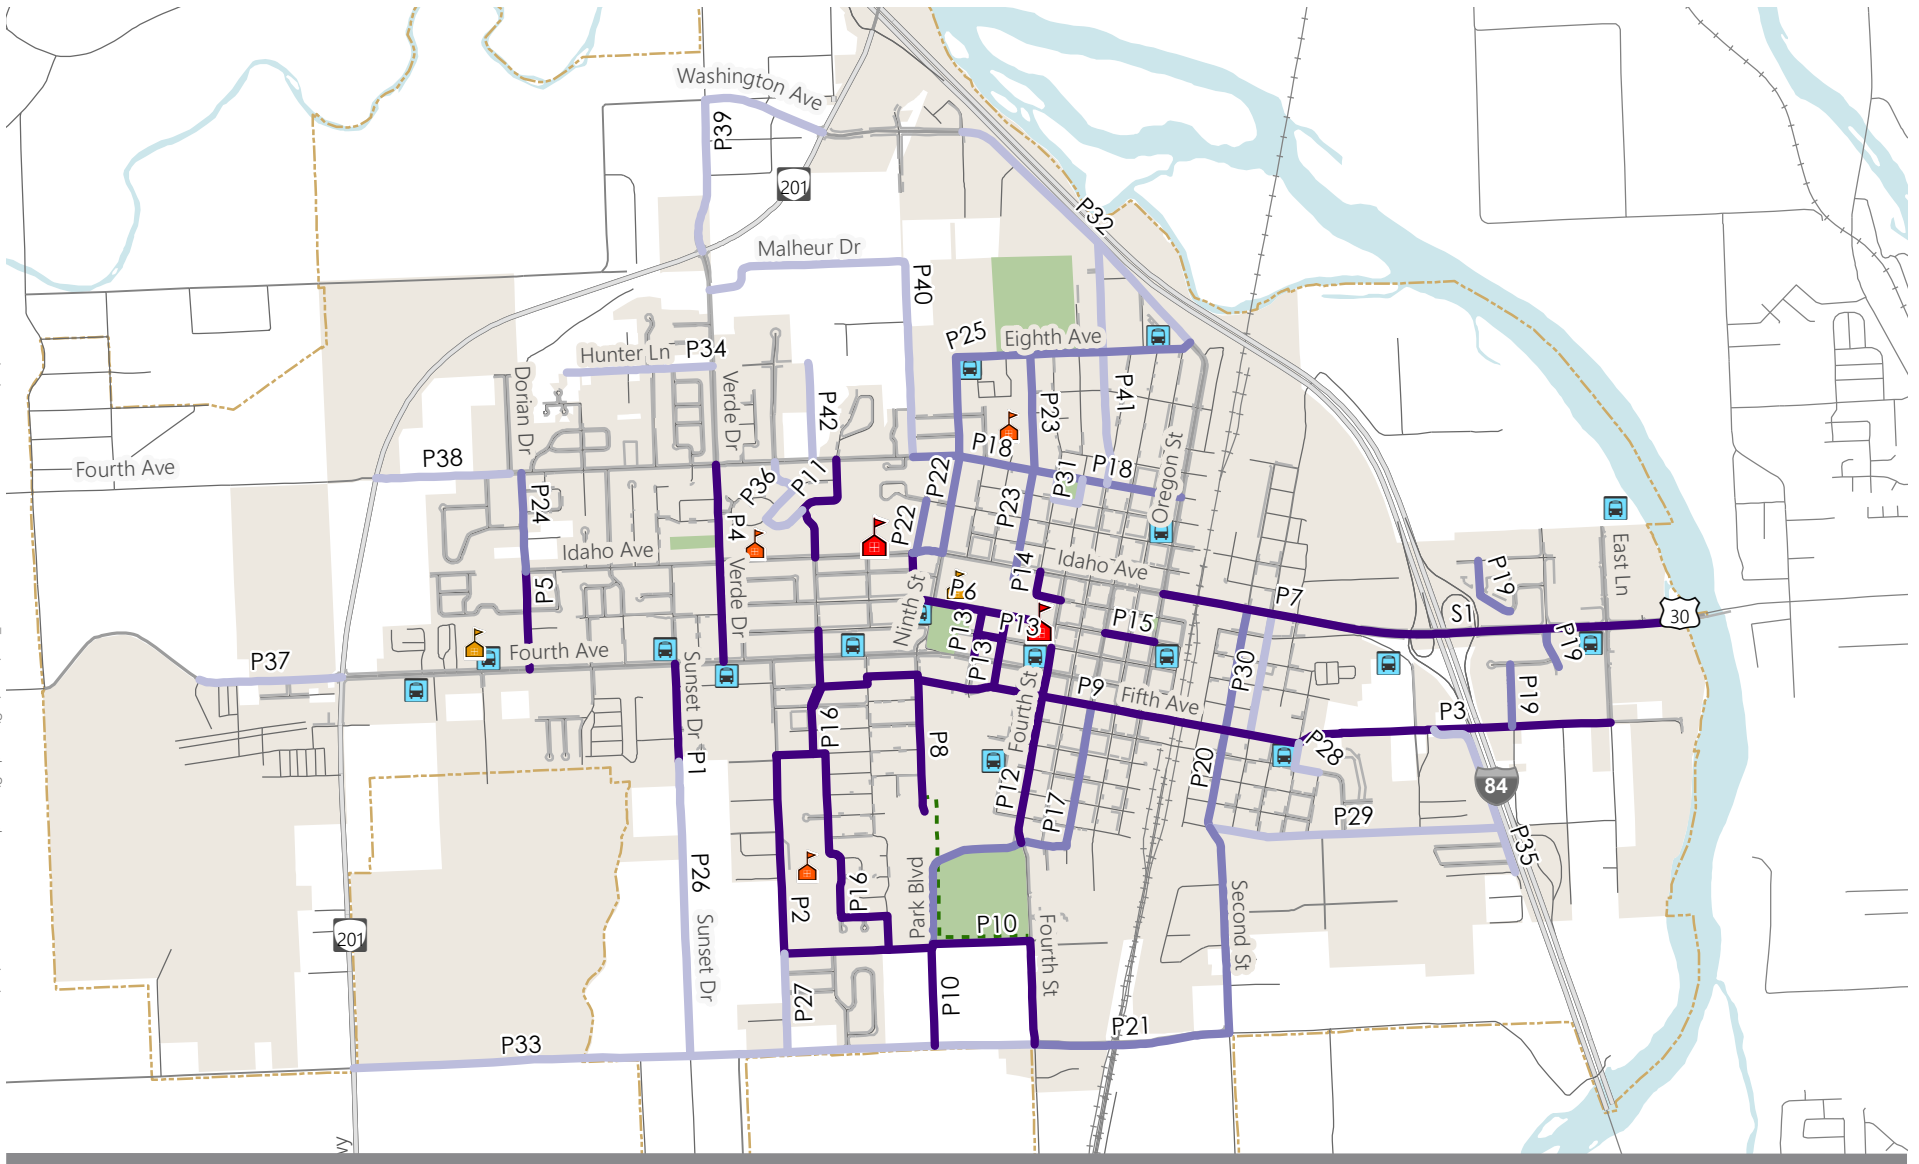 Washington Ave
P39
201
P32
Malheur Dr
P40
P25
Eighth Ave
Hunter Ln
P34
Dorian Dr
Verde Dr
P42
P23
P41
Fourth Ave
P38
P18
P18
P31
Oregon St
P24
P36
P11
P22
P22
P23
P4
Idaho Ave
Idaho Ave
P14
East Ln
P5
Verde Dr
Ninth St
P6
P7
P19
S1
30
P13
P13
P13
P15
P19
Fourth Ave
P37
Sunset Dr
P30
P9
Fifth Ave
P19
P3
Fourth St
P16
P8
P1
P28
P20
84
P12
P17
P29
P35
P26
P16
P2
Park Blvd
P10
Second St
201
Sunset Dr
Fourth St
P27
P10
P21
P33
wy